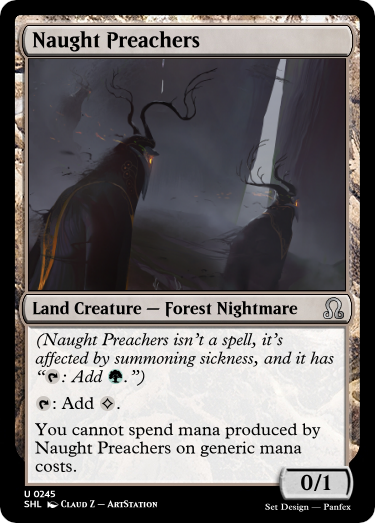 Naught Preachers
Land Creature — Forest Nightmare
(Naught Preachers isn't a spell, it's
affected by summoning sickness, and it has
“: Add .”)
: Add .
You cannot spend mana produced by
Naught Preachers on generic mana
costs.
0/1
U 0245
SHL Claud Z — ArtStation
Set Design — Panfex